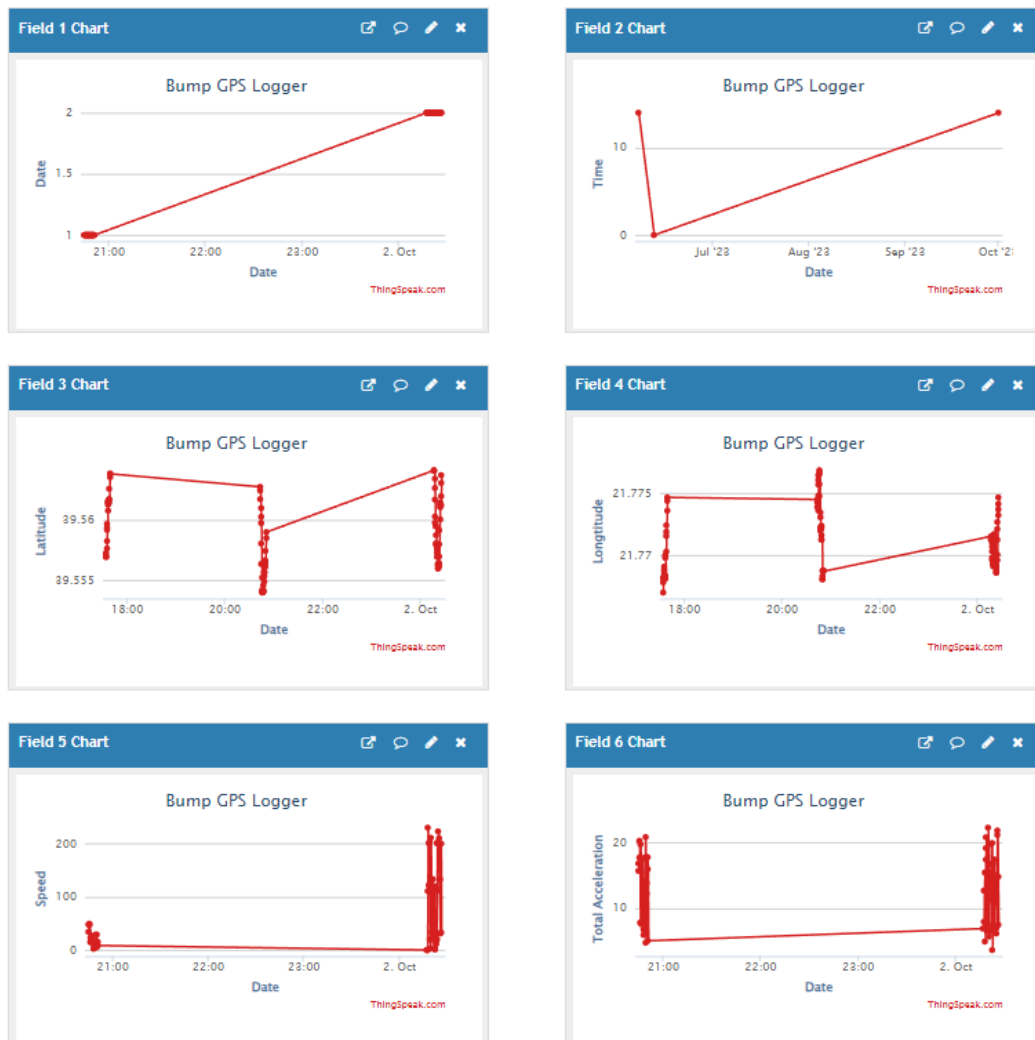 Field 1 Chart
Bump GPS Logger
Date
2
1.5
1
21:00 22:00 23:00 2. Oct
Date
ThingSpeak.com
Field 2 Chart
Bump GPS Logger
Time
10
0
Jul '23 Aug '23 Sep '23 Oct '2
Date
ThingSpeak.com
Field 3 Chart
Bump GPS Logger
Latitude
39.56
39.555
18:00 20:00 22:00 2. Oct
Date
ThingSpeak.com
Field 4 Chart
Bump GPS Logger
Longtitude
21.775
21.77
18:00 20:00 22:00 2. Oct
Date
ThingSpeak.com
Field 5 Chart
Bump GPS Logger
Speed
200
100
0
21:00 22:00 23:00 2. Oct
Date
ThingSpeak.com
Field 6 Chart
Bump GPS Logger
Total Acceleration
20
10
21:00 22:00 23:00 2. Oct
Date
ThingSpeak.com